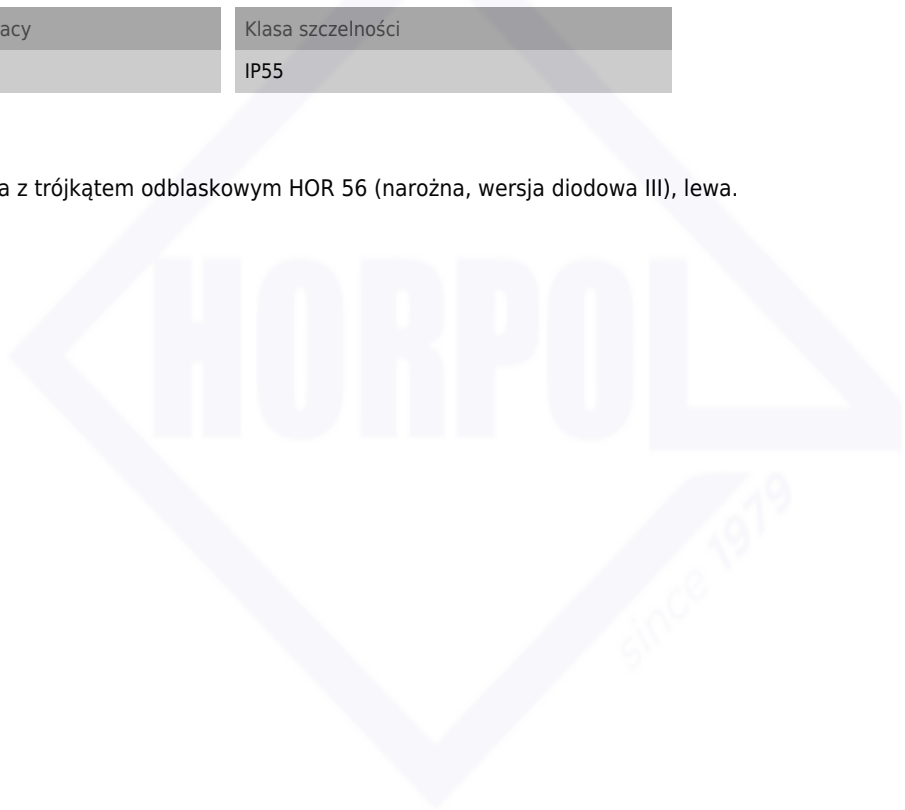 acy
Klasa szczelności
IP55
a z trójkątem odblaskowym HOR 56 (narożna, wersja diodowa III), lewa.
HORPOL
since 1979